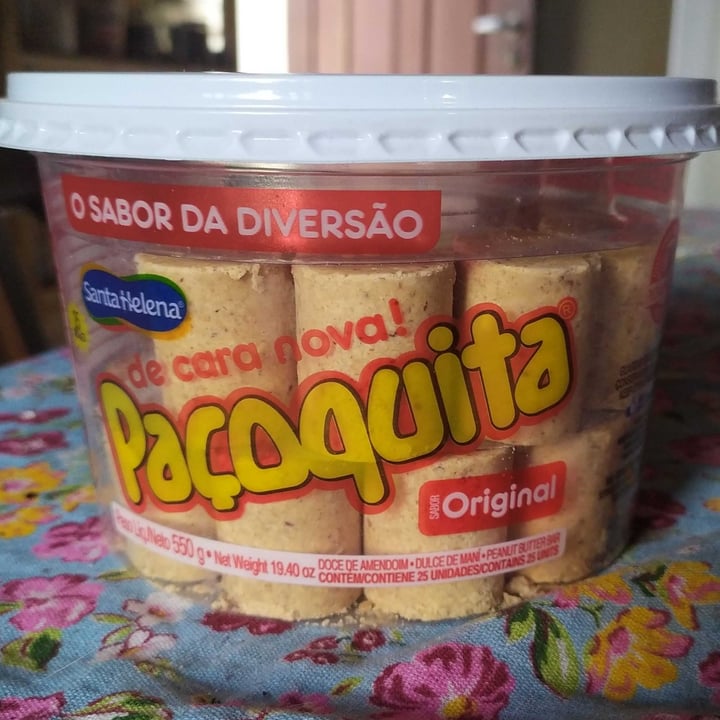 O SABOR DA DIVERSÃO
Santa Helena®
de cara nova!
Paçoquita®
SABOR Original
Peso Líq./Neto 550 g • Net Weight 19.40 oz
DOCE DE AMENDOIM • DULCE DE MANÍ • PEANUT BUTTER BAR
CONTÉM/CONTIENE 25 UNIDADES/CONTAINS 25 UNITS